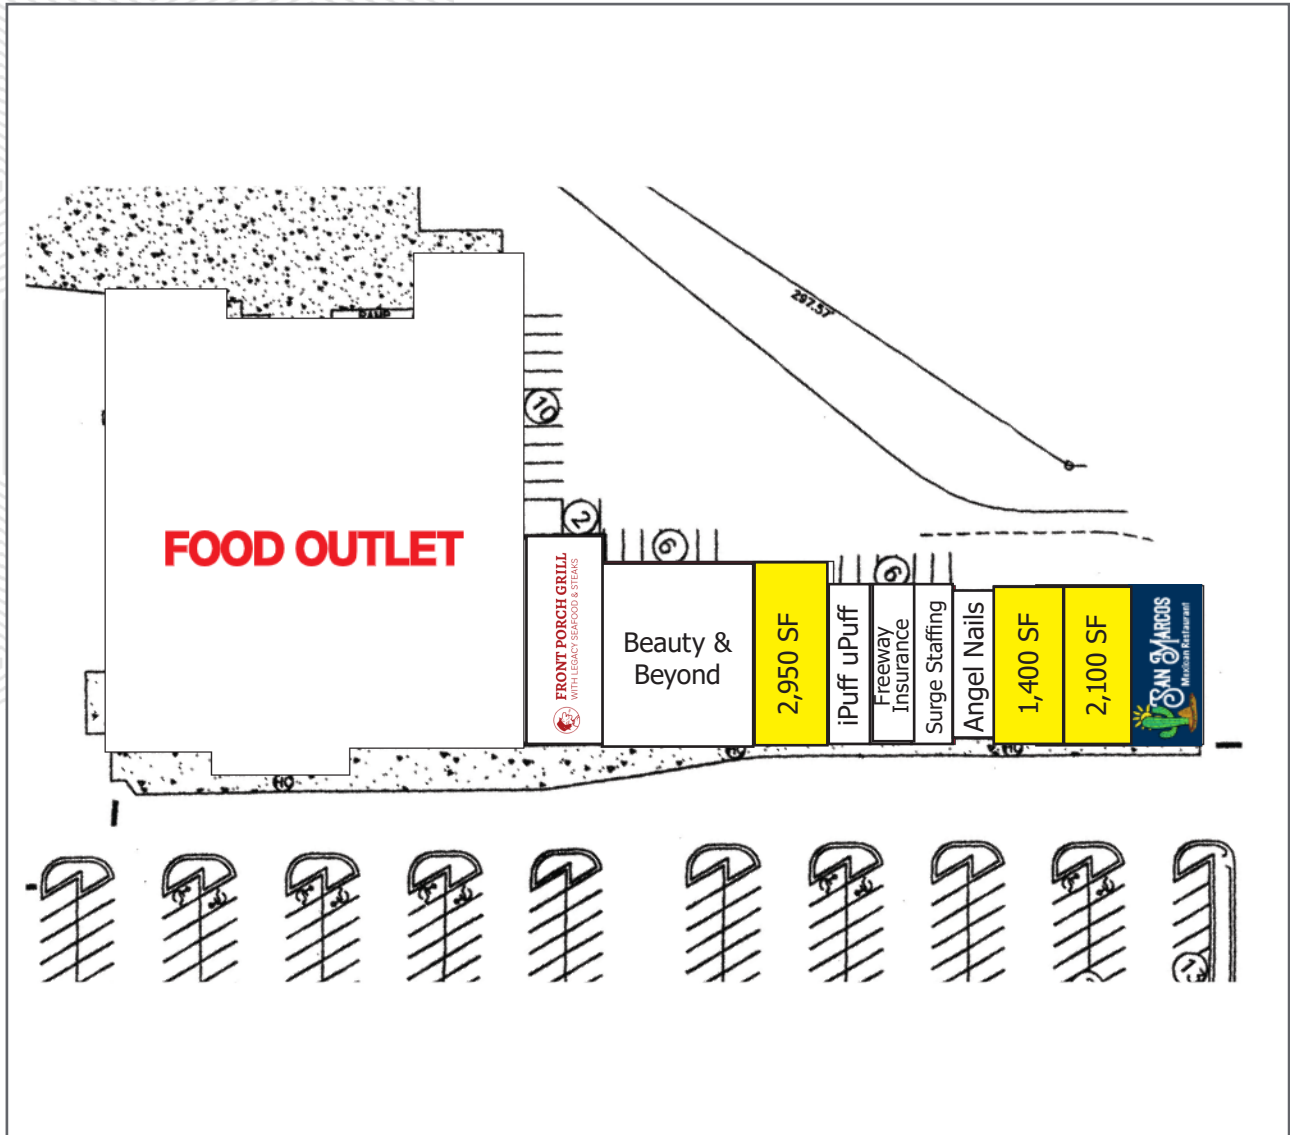 RAMP
297.57
10
2
6
6
FOOD OUTLET
FRONT PORCH GRILL
WITH LEGACY SEAFOOD & STEAKS
Beauty &
Beyond
2,950 SF
iPuff uPuff
Freeway
Insurance
Surge Staffing
Angel Nails
1,400 SF
2,100 SF
SAN MARCOS
Mexican Restaurant